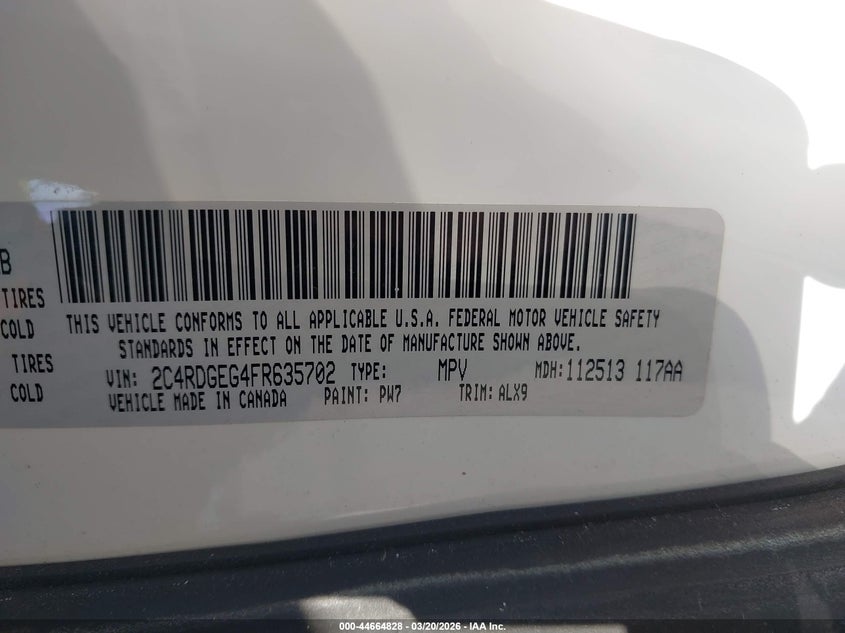 B
TIRES
COLD
TIRES
COLD
THIS VEHICLE CONFORMS TO ALL APPLICABLE U.S.A. FEDERAL MOTOR VEHICLE SAFETY
STANDARDS IN EFFECT ON THE DATE OF MANUFACTURE SHOWN ABOVE.
VIN: 2C4RDGEG4FR635702 TYPE: MPV MDH:112513 117AA
VEHICLE MADE IN CANADA PAINT: PW7 TRIM:ALX9
000-44664828 - 03/20/2026 - IAA Inc.